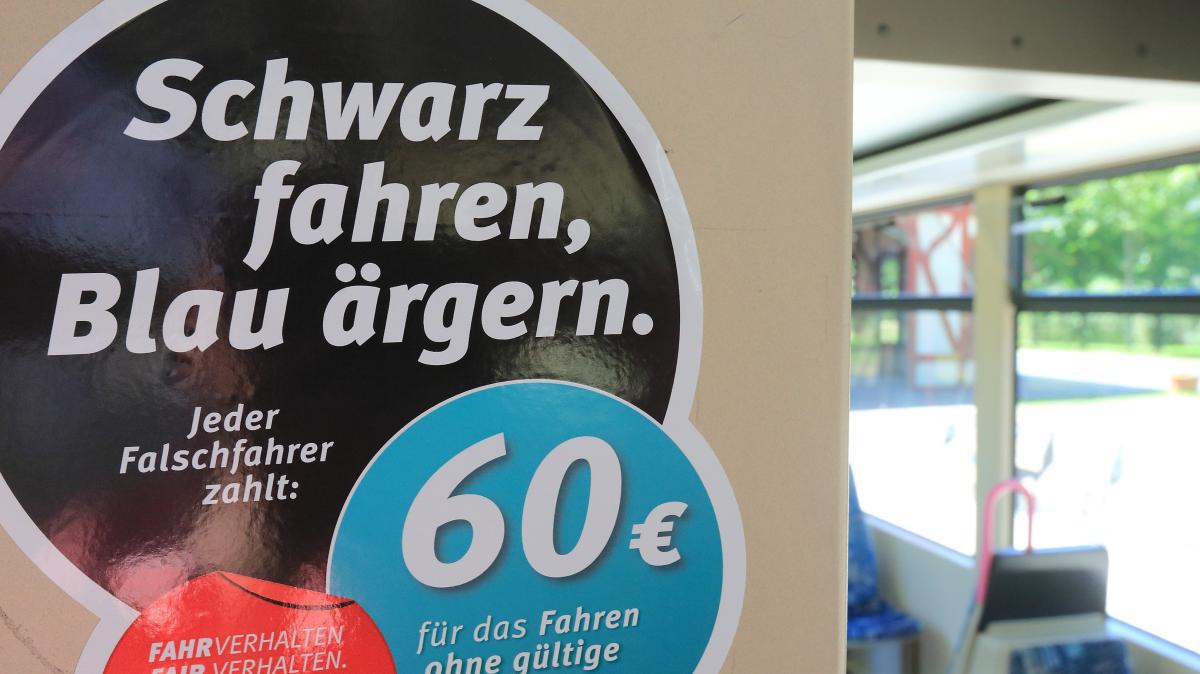 Schwarz
fahren,
Blau ärgern.
Jeder
Falschfahrer
zahlt:
60€
für das Fahren
ohne gültige
FAHRVERHALTEN
FAIR VERHALTEN.